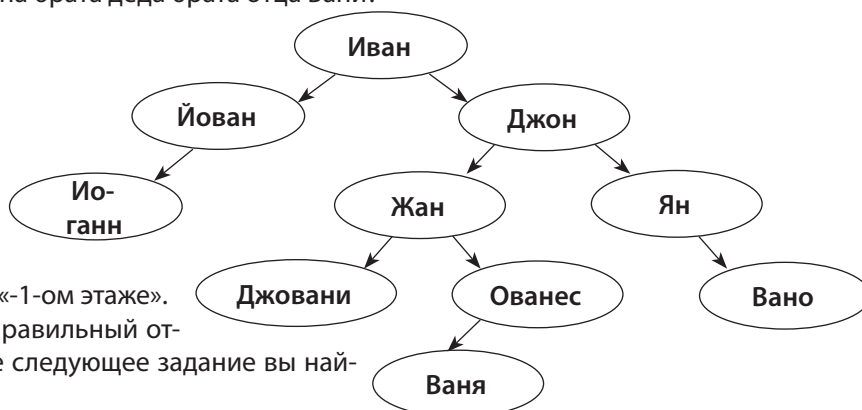 на брата деда брата отца Вани?
Иван
Йован
Джон
Ио-
ганн
Жан
Ян
«-1-ом этаже».
Джовани
Ованес
Вано
равильный от-
е следующее задание вы най-
Ваня